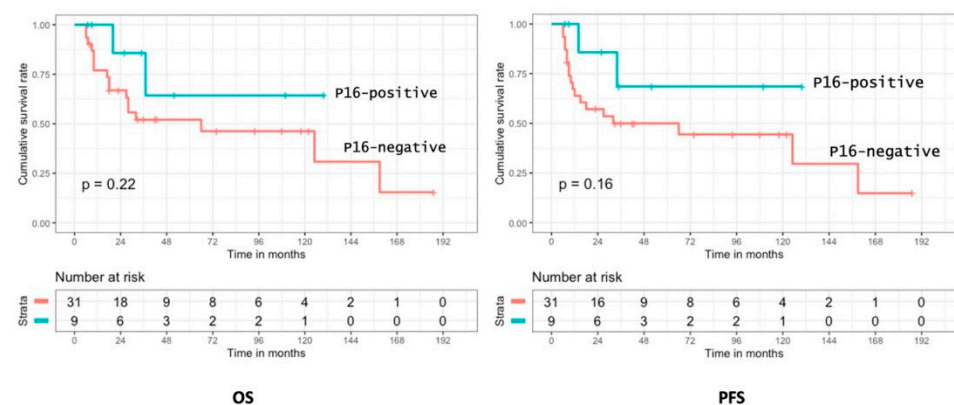 Cumulative survival rate
1.00
0.75
0.50
0.25
0.00
P16-positive
P16-negative
p = 0.22
0 24 48 72 96 120 144 168 192
Time in months
Number at risk
Strata
31 18 9 8 6 4 2 1 0
9 6 3 2 2 1 0 0 0
0 24 48 72 96 120 144 168 192
Time in months
OS
Cumulative survival rate
1.00
0.75
0.50
0.25
0.00
P16-positive
P16-negative
p = 0.16
0 24 48 72 96 120 144 168 192
Time in months
Number at risk
Strata
31 16 9 8 6 4 2 1 0
9 6 3 2 2 1 0 0 0
0 24 48 72 96 120 144 168 192
Time in months
PFS